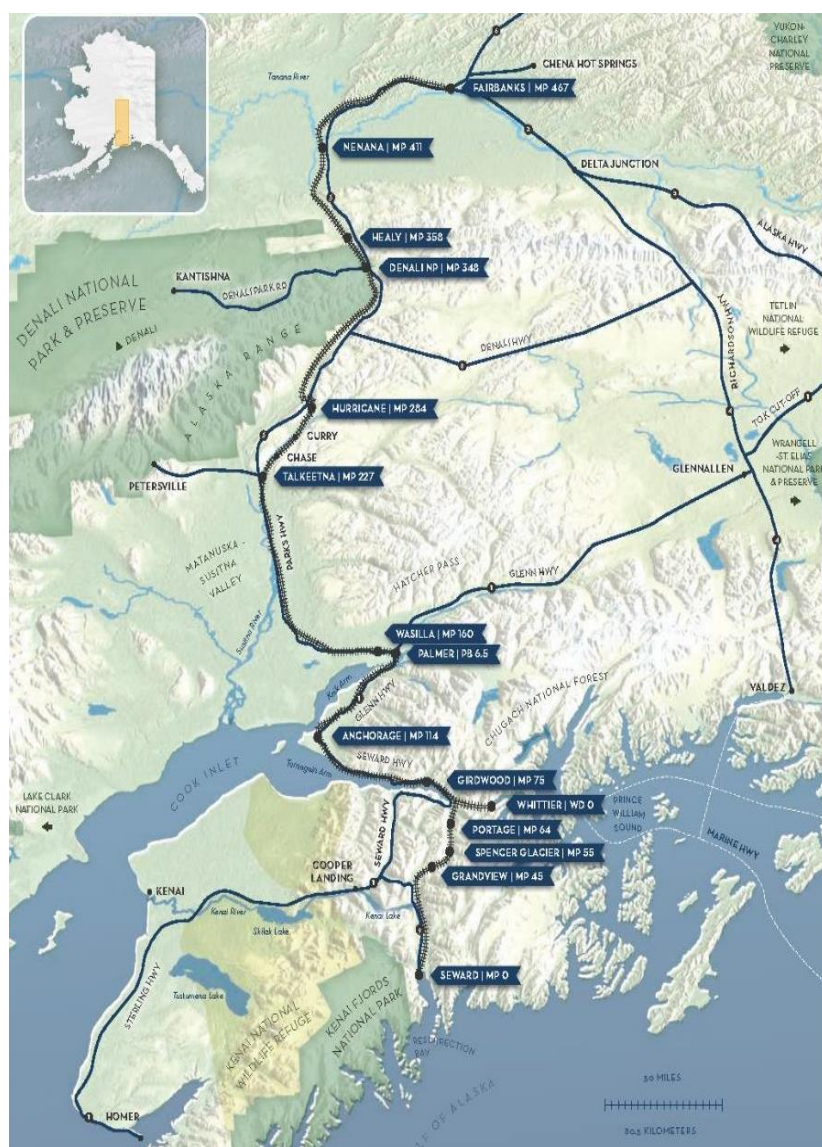 YUKON-
CHARLEY
NATIONAL
PRESERVE
CHENA HOT SPRINGS
Tanana River
FAIRBANKS | MP 467
NENANA | MP 411
DELTA JUNCTION
ALASKA HWY
HEALY | MP 358
DENALI NP | MP 348
KANTISHNA
DENALI PARK RD
DENALI NATIONAL
PARK & PRESERVE
DENALI
ALASKA RANGE
DENALI HWY
RICHARDSON HWY
TETLIN
NATIONAL
WILDLIFE REFUGE
TOK CUT-OFF
HURRICANE | MP 284
CURRY
CHASE
TALKEETNA | MP 227
PETERSVILLE
GLENNALLEN
WRANGELL
-ST. ELIAS
NATIONAL PARK
& PRESERVE
PARKS HWY
MATANUSKA -
SUSITNA
VALLEY
HATCHER PASS
GLENN HWY
Susitna River
WASILLA | MP 160
PALMER | PB 6.5
Knik Arm
GLENN HWY
CHUGACH NATIONAL FOREST
VALDEZ
ANCHORAGE | MP 114
SEWARD HWY
COOK INLET
Turnagain Arm
GIRDWOOD | MP 75
WHITTIER | WD 0
PRINCE
WILLIAM
SOUND
LAKE CLARK
NATIONAL PARK
SEWARD HWY
PORTAGE | MP 64
MARINE HWY
SPENCER GLACIER | MP 55
COOPER
LANDING
GRANDVIEW | MP 45
KENAI
Kenai River
Kenai Lake
Skilak Lake
SEWARD | MP 0
STERLING HWY
Tustumena Lake
KENAI NATIONAL
WILDLIFE REFUGE
KENAI FJORDS
NATIONAL PARK
RESURRECTION
BAY
50 MILES
HOMER
GULF OF ALASKA
80.5 KILOMETERS